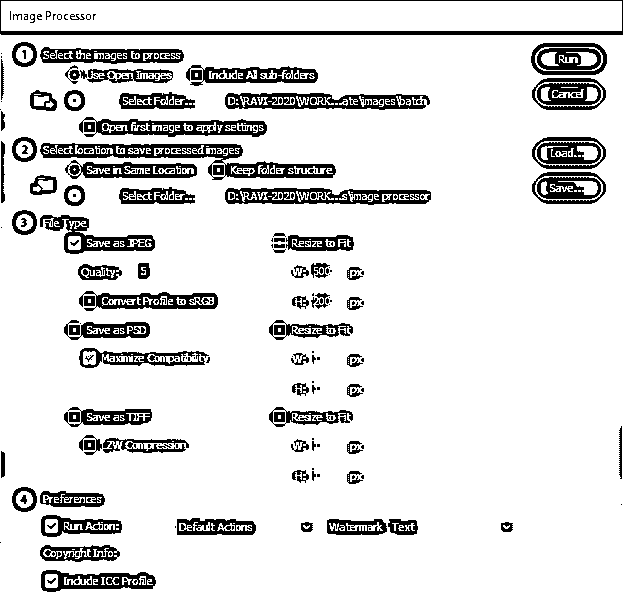 Image Processor
1 Select the images to process
Use Open Images Include All sub-folders
Select Folder... D:\RAVI-2020\WORK...ate\images\batch
Open first image to apply settings
Run
Cancel
2 Select location to save processed images
Save in Same Location Keep folder structure
Select Folder... D:\RAVI-2020\WORK...s\image processor
Load...
Save...
3 File Type
Save as JPEG Resize to Fit
Quality: 5 W: 500 px
Convert Profile to sRGB H: 200 px
Save as PSD Resize to Fit
Maximize Compatibility W: px
H: px
Save as TIFF Resize to Fit
LZW Compression W: px
H: px
4 Preferences
Run Action: Default Actions Watermark 'Text'
Copyright Info:
Include ICC Profile